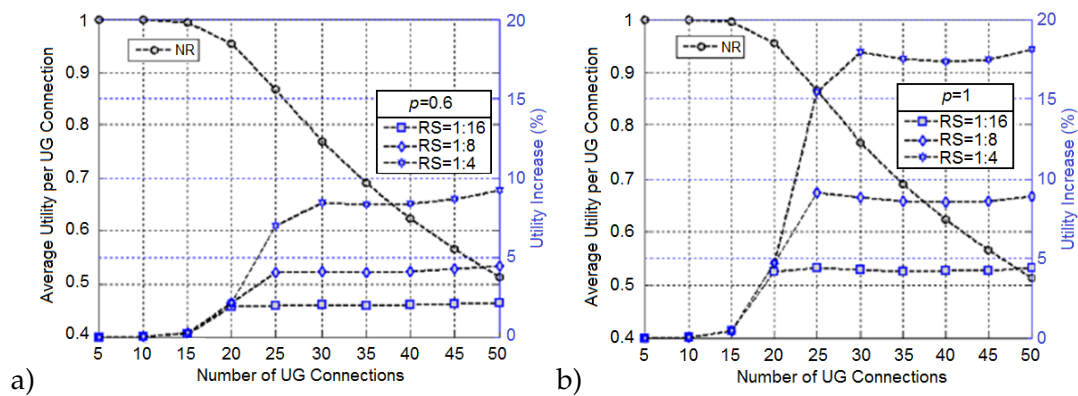 1
0.9
0.8
0.7
0.6
0.5
0.4
Average Utility per UG Connection
NR
p=0.6
RS=1:16
RS=1:8
RS=1:4
20
15
10
5
0
Utility Increase (%)
5 10 15 20 25 30 35 40 45 50
Number of UG Connections
a)
1
0.9
0.8
0.7
0.6
0.5
0.4
Average Utility per UG Connection
NR
p=1
RS=1:16
RS=1:8
RS=1:4
20
15
10
5
0
Utility Increase (%)
5 10 15 20 25 30 35 40 45 50
Number of UG Connections
b)